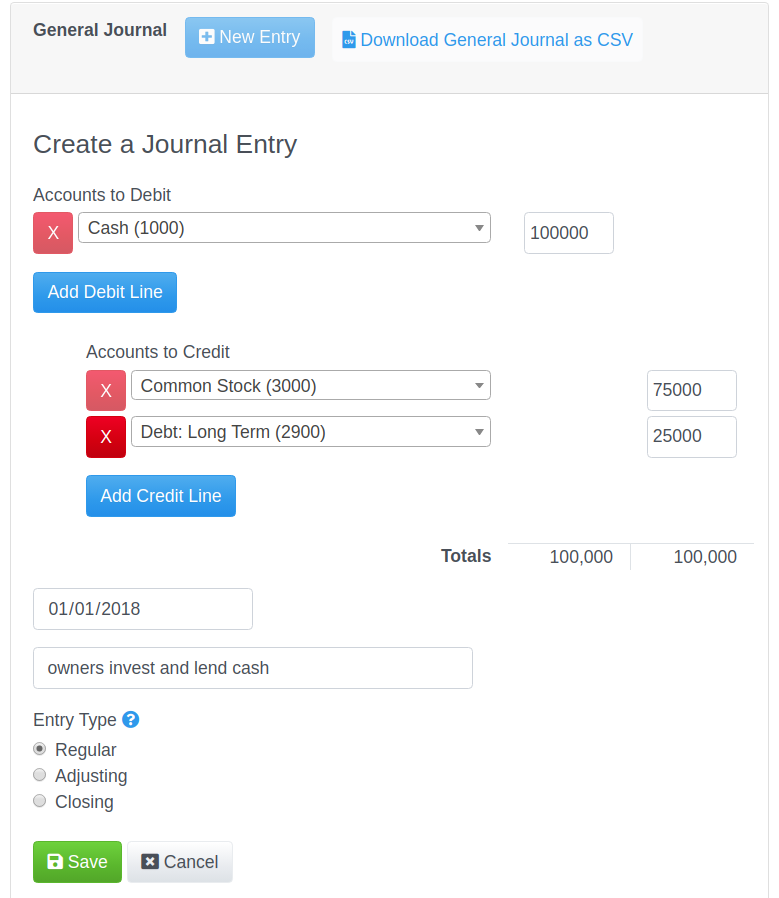 General Journal
New Entry
Download General Journal as CSV
Create a Journal Entry
Accounts to Debit
X Cash (1000) 100000
Add Debit Line
Accounts to Credit
X Common Stock (3000) 75000
X Debt: Long Term (2900) 25000
Add Credit Line
Totals 100,000 100,000
01/01/2018
owners invest and lend cash
Entry Type ?
Regular
Adjusting
Closing
Save Cancel